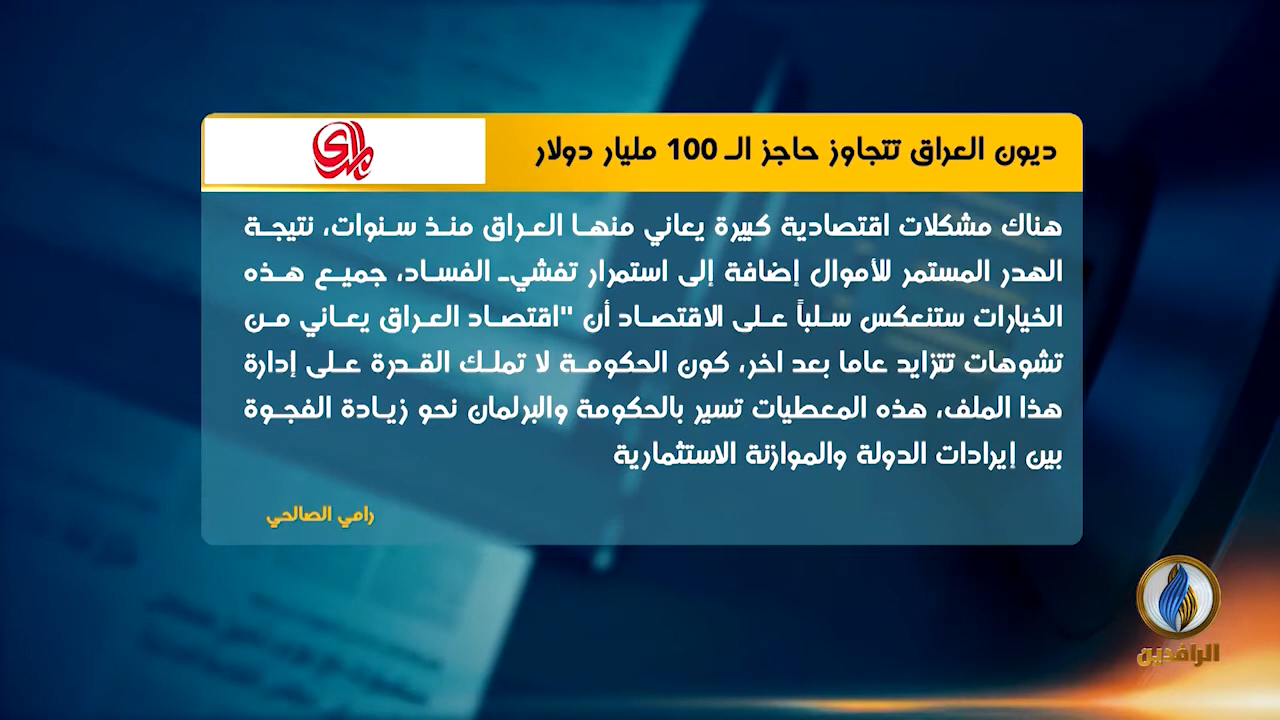 ديون العراق تتجاوز حاجز الـ 100 مليار دولار
المدى
هناك مشكلات اقتصادية كبيرة يعاني منها العراق منذ سنوات، نتيجة
الهدر المستمر للأموال إضافة إلى استمرار تفشيـ الفساد، جميع هذه
الخيارات ستنعكس سلباً على الاقتصاد أن "اقتصاد العراق يعاني من
تشوهات تتزايد عاما بعد اخر، كون الحكومة لا تملك القدرة على إدارة
هذا الملف، هذه المعطيات تسير بالحكومة والبرلمان نحو زيادة الفجوة
بين إيرادات الدولة والموازنة الاستثمارية
رامي الصالحي
الرافدين